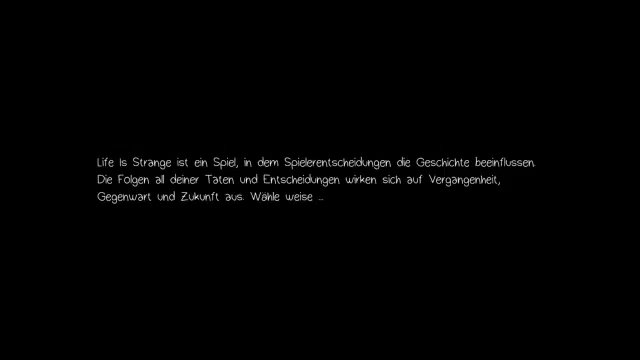 Life Is Strange ist ein Spiel, in dem Spielerentscheidungen die Geschichte beeinflussen.
Die Folgen all deiner Taten und Entscheidungen wirken sich auf Vergangenheit,
Gegenwart und Zukunft aus. Wähle weise ...